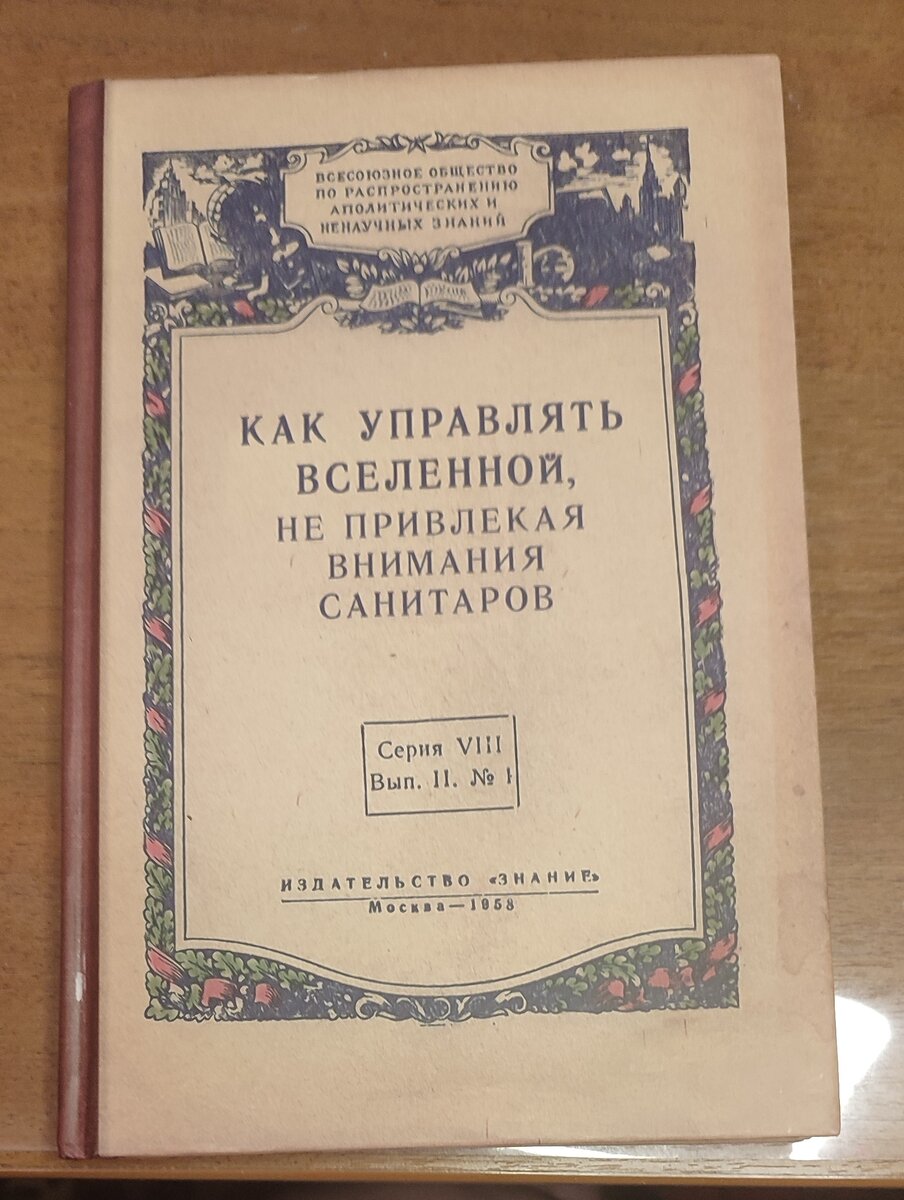 ВСЕСОЮЗНОЕ ОБЩЕСТВО
ПО РАСПРОСТРАНЕНИЮ
АПОЛИТИЧЕСКИХ И
НЕНАУЧНЫХ ЗНАНИЙ
КАК УПРАВЛЯТЬ
ВСЕЛЕННОЙ,
НЕ ПРИВЛЕКАЯ
ВНИМАНИЯ
САНИТАРОВ
Серия VIII
Вып. II. № 1
ИЗДАТЕЛЬСТВО «ЗНАНИЕ»
Москва — 1958